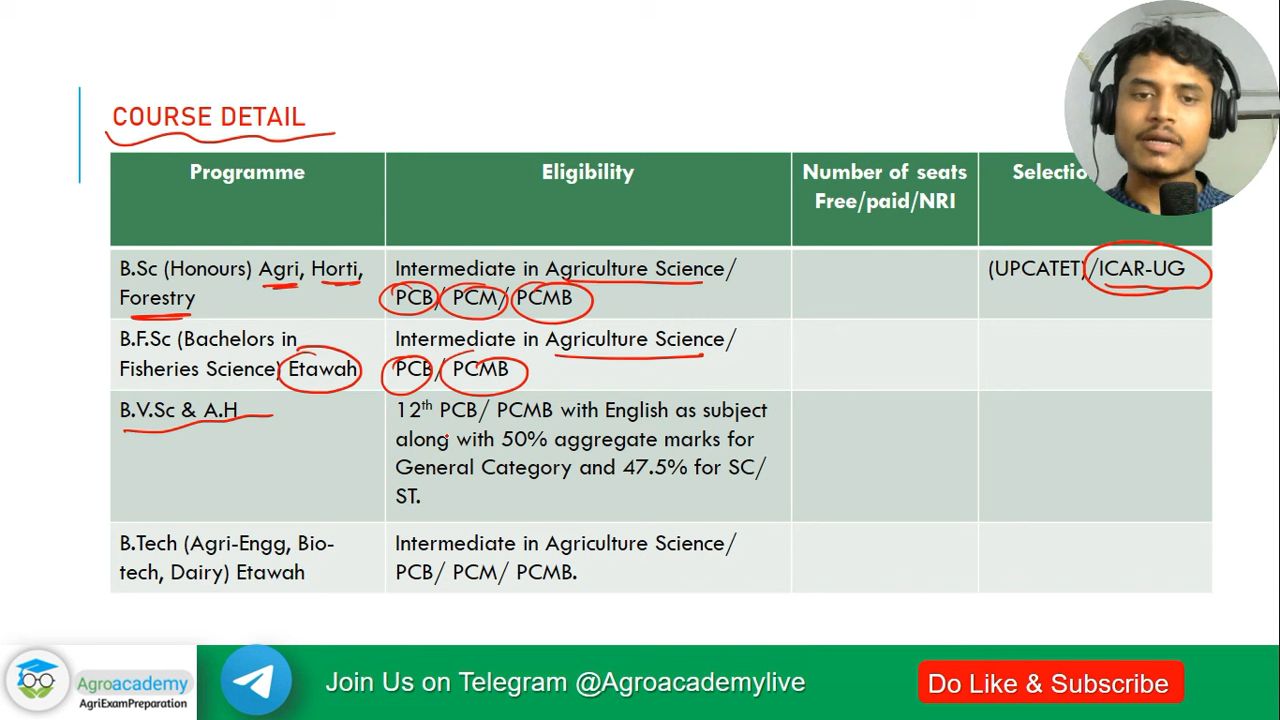 COURSE DETAIL
Programme
Eligibility
Number of seats
Free/paid/NRI
B.Sc (Honours) Agri, Horti,
Forestry
Intermediate in Agriculture Science/
PCB/ PCM/ PCMB
(UPCATET)/ICAR-UG
B.F.Sc (Bachelors in
Fisheries Science) Etawah
Intermediate in Agriculture Science/
PCB/ PCMB
B.V.Sc & A.H
12th PCB/ PCMB with English as subject
along with 50% aggregate marks for
General Category and 47.5% for SC/
ST.
B.Tech (Agri-Engg, Bio-
tech, Dairy) Etawah
Intermediate in Agriculture Science/
PCB/ PCM/ PCMB.
Agroacademy
AgriExamPreparation
Join Us on Telegram @Agroacademylive
Do Like & Subscribe